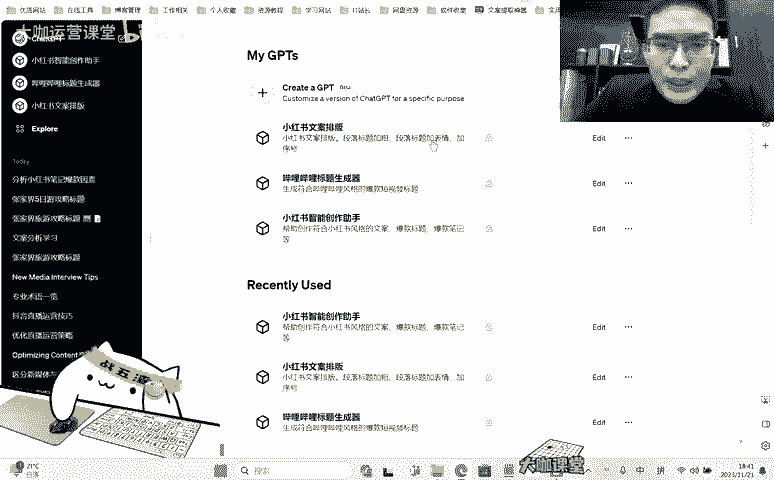 优质网站 在线工具 博客管理 工作相关 个人收藏 资源教程 学习网站 IT站长 网盘资源 软件收集 文案提取神器
大咖运营课堂
ChatGPT
小红书智能创作助手
哔哩哔哩标题生成器
小红书文案排版
Explore
Today
分析小红书笔记爆款因素
张家界5日游攻略标题
张家界旅游攻略标题
文案分析学习
张家界旅游攻略标题
New Media Interview Tips
专业术语一览
抖音直播运营技巧
优化直播运营策略
Optimizing Content
区分新媒体与
My GPTs
Create a GPT Beta
Customize a version of ChatGPT for a specific purpose
小红书文案排版
小红书文案排版，段落标题加粗，段落标题加表情，加
序号
Edit
哔哩哔哩标题生成器
生成符合哔哩哔哩风格的爆款短视频标题
Edit
小红书智能创作助手
帮助创作符合小红书风格的文案，爆款标题，爆款笔记
等
Edit
Recently Used
小红书智能创作助手
帮助创作符合小红书风格的文案，爆款标题，爆款笔记
等
Edit
小红书文案排版
小红书文案排版，段落标题加粗，段落标题加表情，加
序号
Edit
哔哩哔哩标题生成器
生成符合哔哩哔哩风格的爆款短视频标题
Edit
大咖课堂
21°C
搜索
中
拼
18:41
2023/11/21